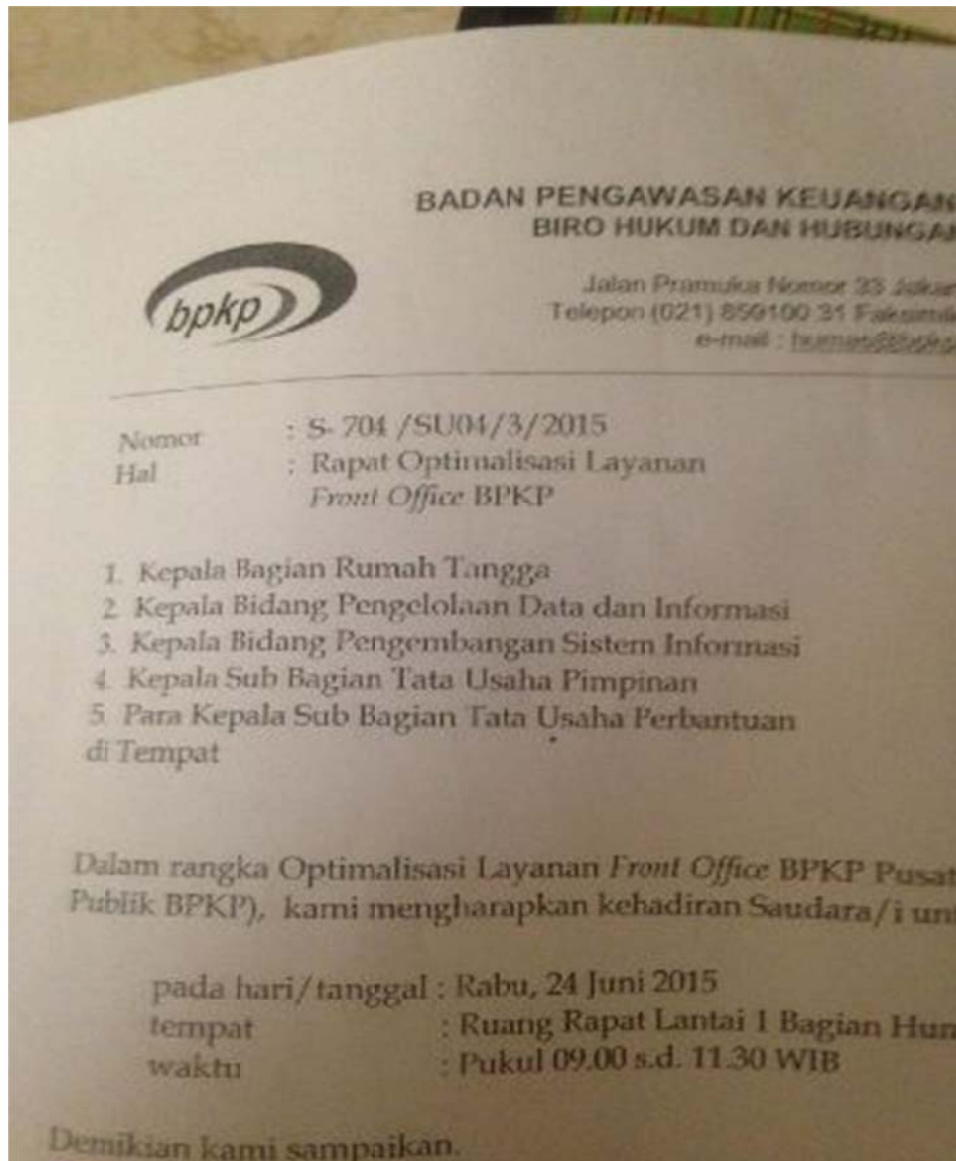 BADAN PENGAWASAN KEUANGAN
BIRO HUKUM DAN HUBUNGAN
bpkp
Jalan Pramuka Nomor 33
Telepon (021) 859100 31
e-mail :
Nomor : S- 704 /SU04/3/2015
Hal : Rapat Optimalisasi Layanan
Front Office BPKP
1. Kepala Bagian Rumah Tangga
2. Kepala Bidang Pengelolaan Data dan Informasi
3. Kepala Bidang Pengembangan Sistem Informasi
4. Kepala Sub Bagian Tata Usaha Pimpinan
5. Para Kepala Sub Bagian Tata Usaha Perbantuan
di Tempat
Dalam rangka Optimalisasi Layanan Front Office BPKP Pusat
Publik BPKP), kami mengharapkan kehadiran Saudara/i
pada hari/tanggal : Rabu, 24 Juni 2015
tempat : Ruang Rapat Lantai 1 Bagian
waktu : Pukul 09.00 s.d. 11.30 WIB
Demikian kami sampaikan.